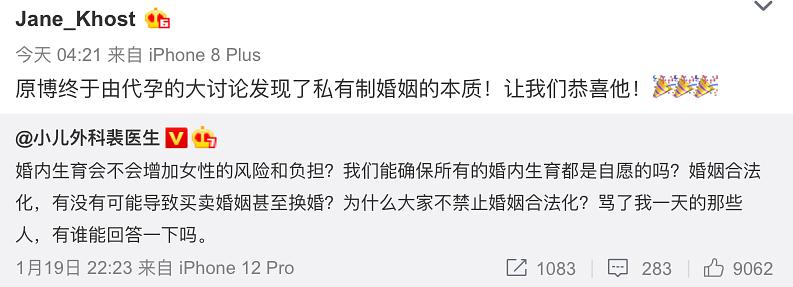 Jane_Khost
今天 04:21 来自 iPhone 8 Plus
原博终于由代孕的大讨论发现了私有制婚姻的本质！让我们恭喜他！🎉🎉🎉
@小儿外科裴医生
婚内生育会不会增加女性的风险和负担？我们能确保所有的婚内生育都是自愿的吗？婚姻合法
化，有没有可能导致买卖婚姻甚至换婚？为什么大家不禁止婚姻合法化？骂了我一天的那些
人，有谁能回答一下吗。
1月19日 22:23 来自 iPhone 12 Pro 1083 283 9062